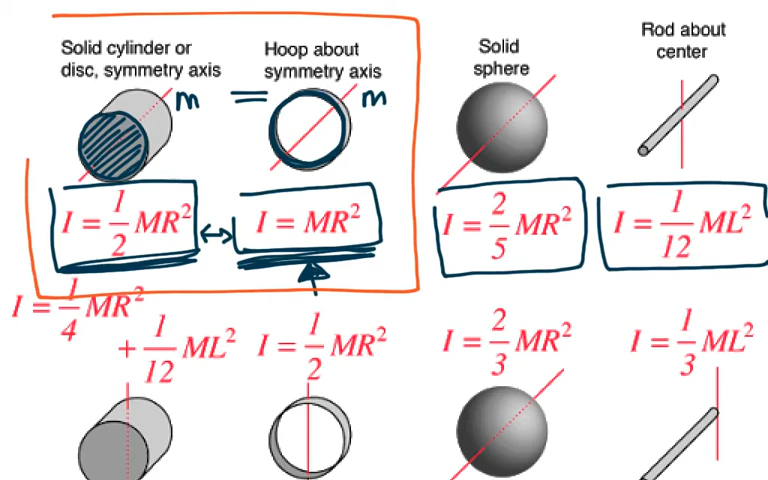 Solid cylinder or
disc, symmetry axis
Hoop about
symmetry axis
Solid
sphere
Rod about
center
m = m
I = 1/2 MR²
I = MR²
I = 2/5 MR²
I = 1/12 ML²
I = 1/4 MR²
+ 1/12 ML²
I = 1/2 MR²
I = 2/3 MR²
I = 1/3 ML²